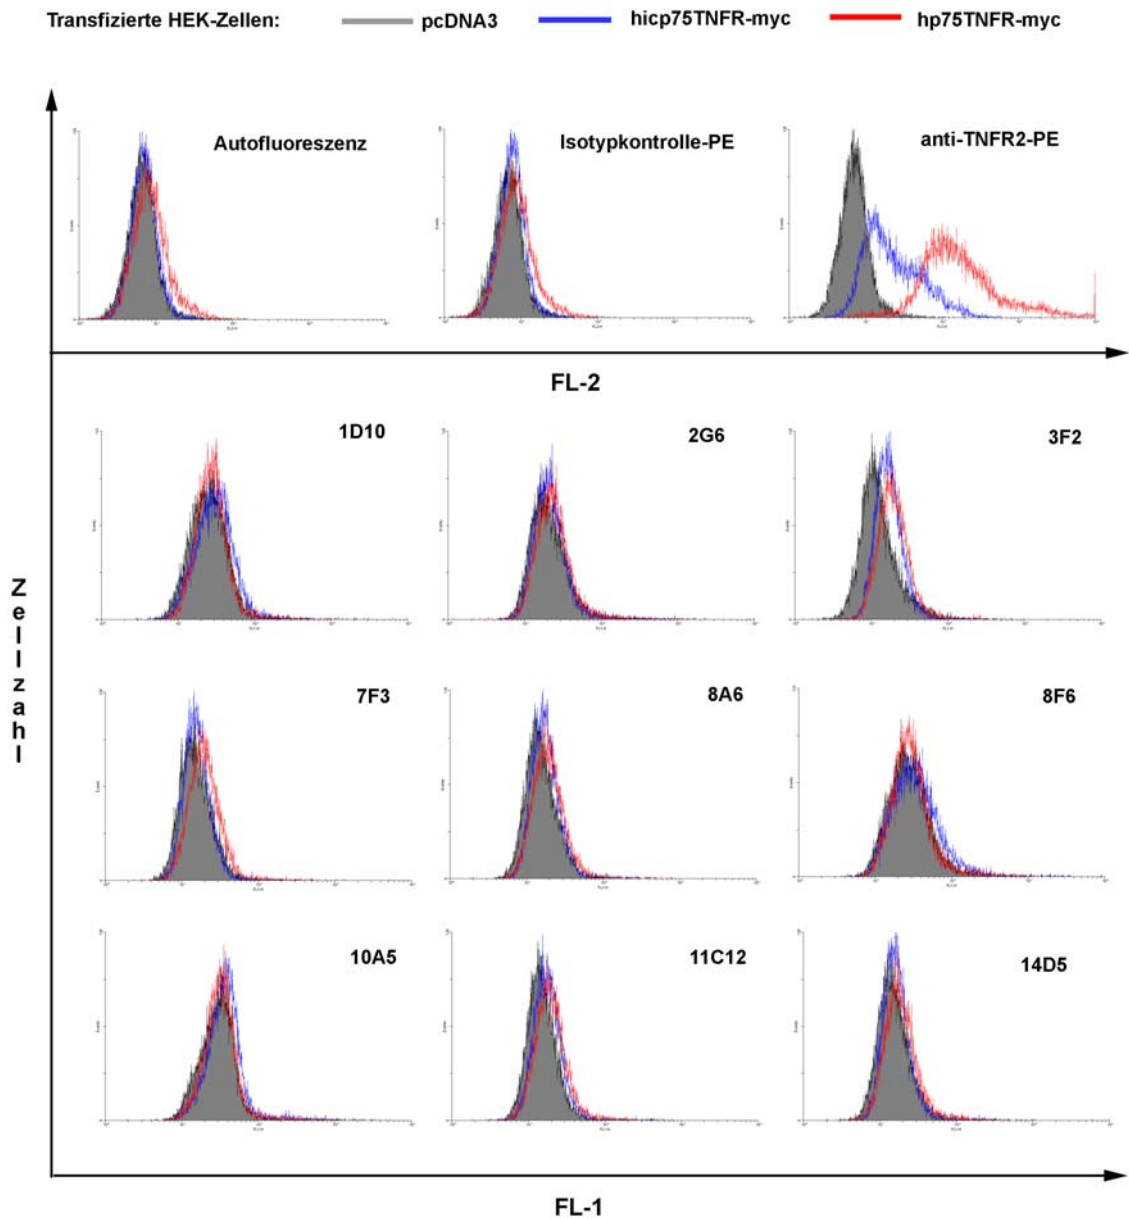 Transfizierte HEK-Zellen: pcDNA3 hicp75TNFR-myc hp75TNFR-myc
Autofluoreszenz Isotypkontrolle-PE anti-TNFR2-PE
FL-2
1D10 2G6 3F2
Zellzahl
7F3 8A6 8F6
10A5 11C12 14D5
FL-1